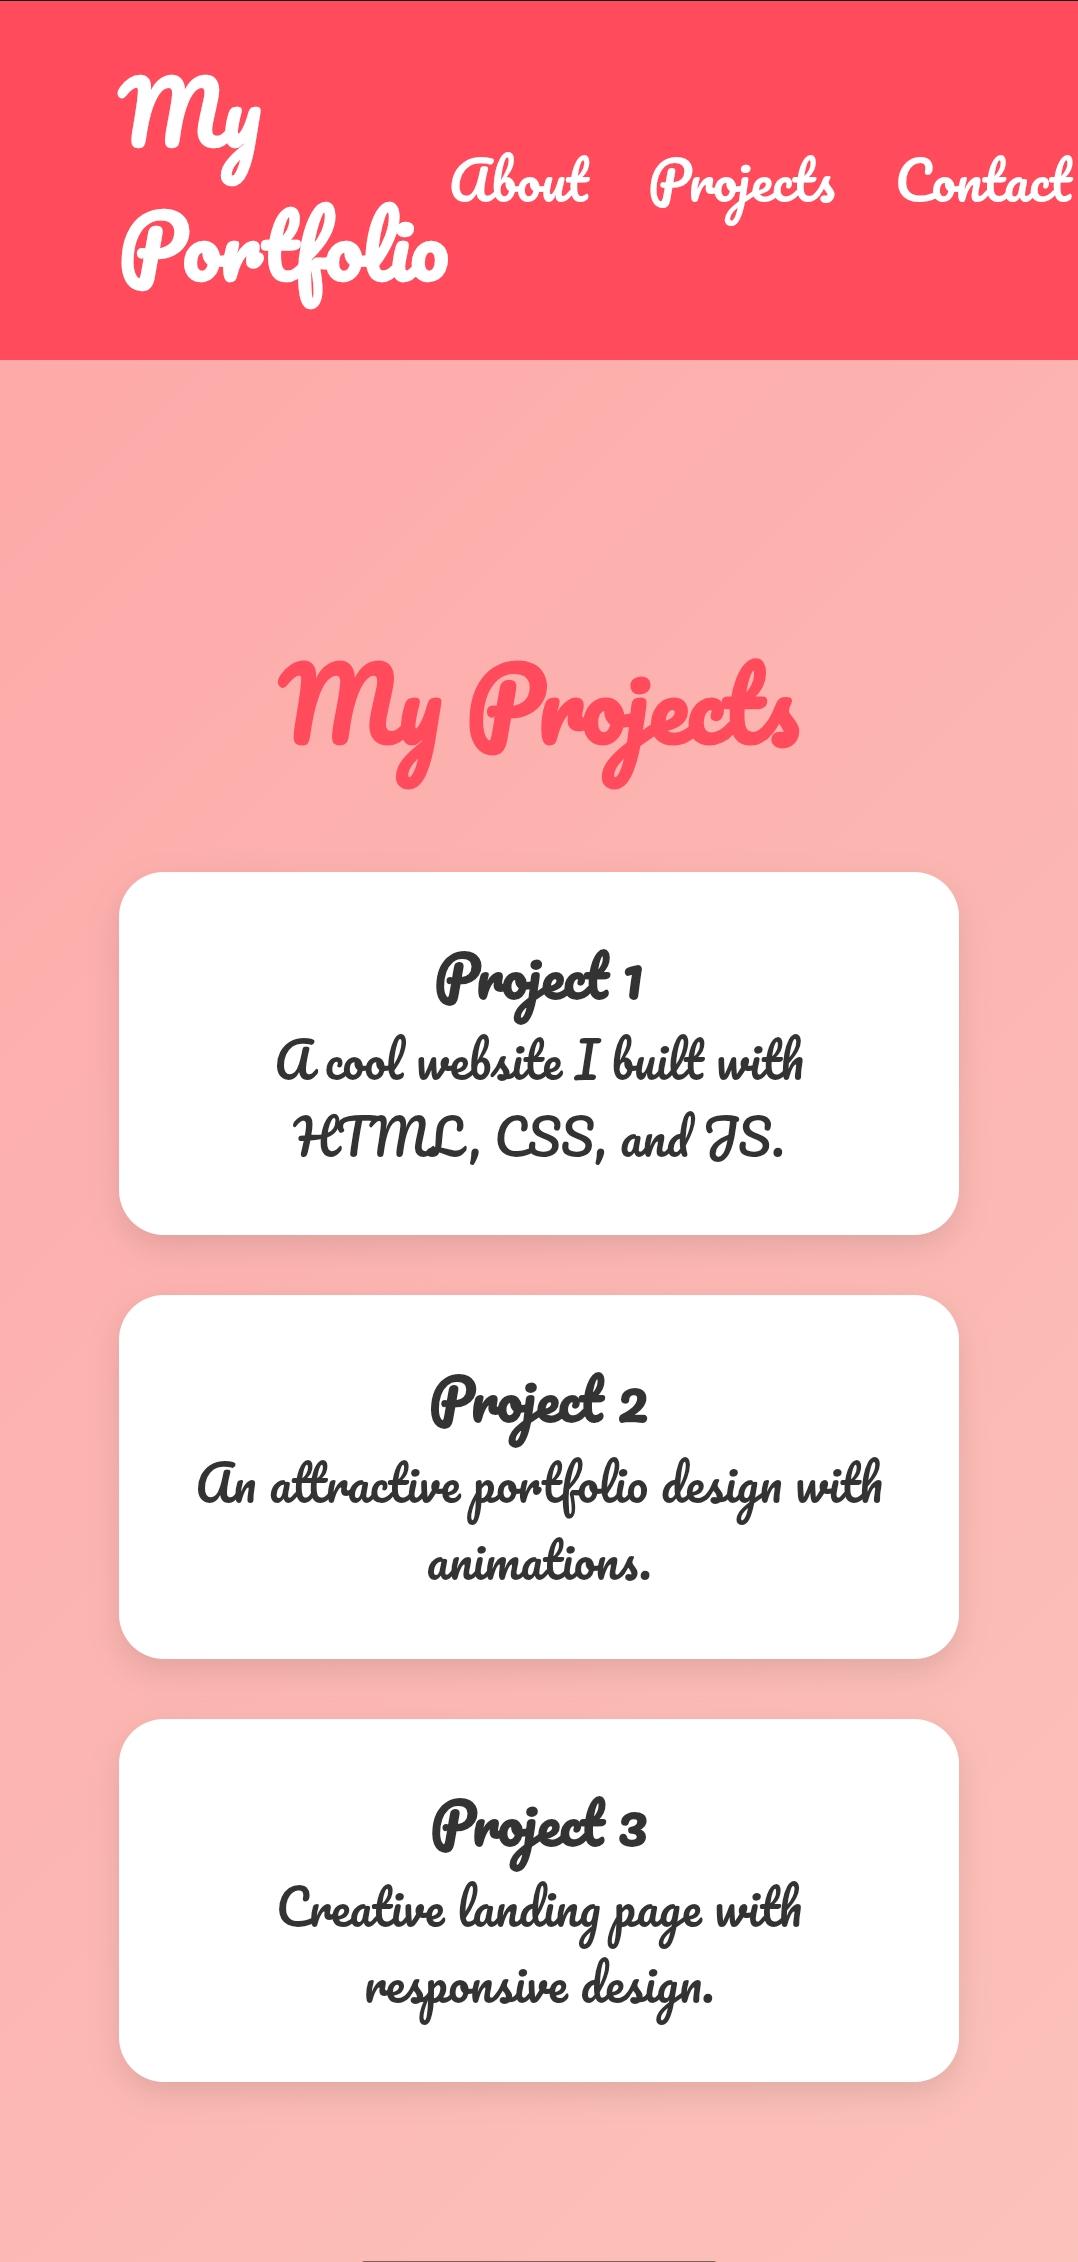 My
Portfolio
About Projects Contact
My Projects
Project 1
A cool website I built with
HTML, CSS, and JS.
Project 2
An attractive portfolio design with
animations.
Project 3
Creative landing page with
responsive design.